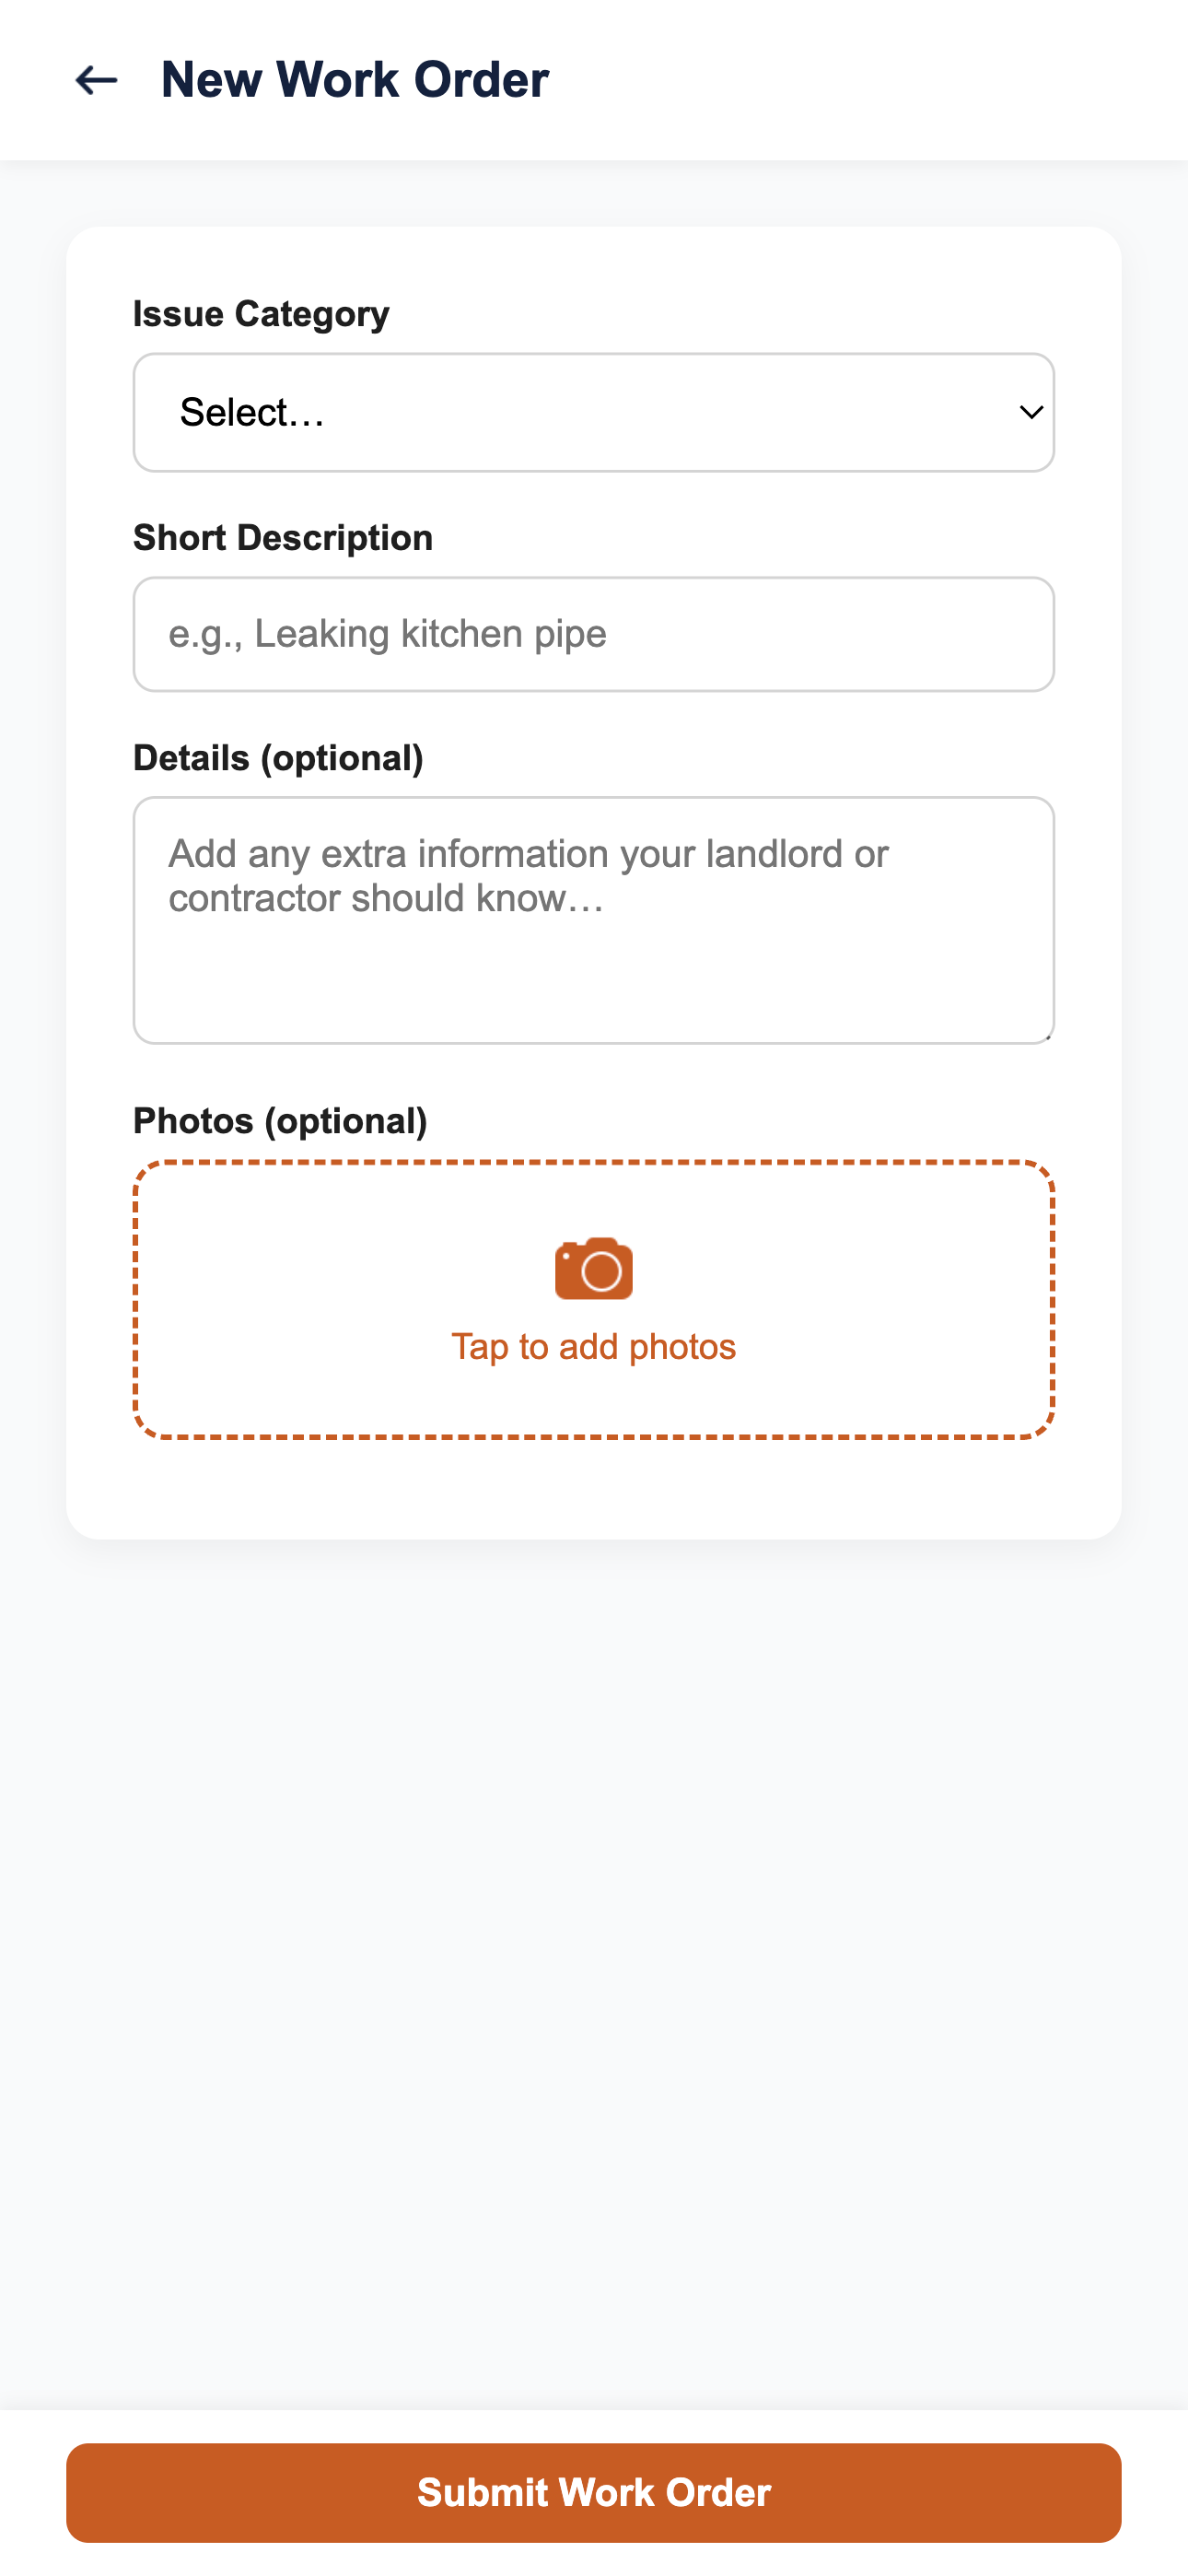 New Work Order
Issue Category
Select…
Short Description
e.g., Leaking kitchen pipe
Details (optional)
Add any extra information your landlord or
contractor should know…
Photos (optional)
Tap to add photos
Submit Work Order